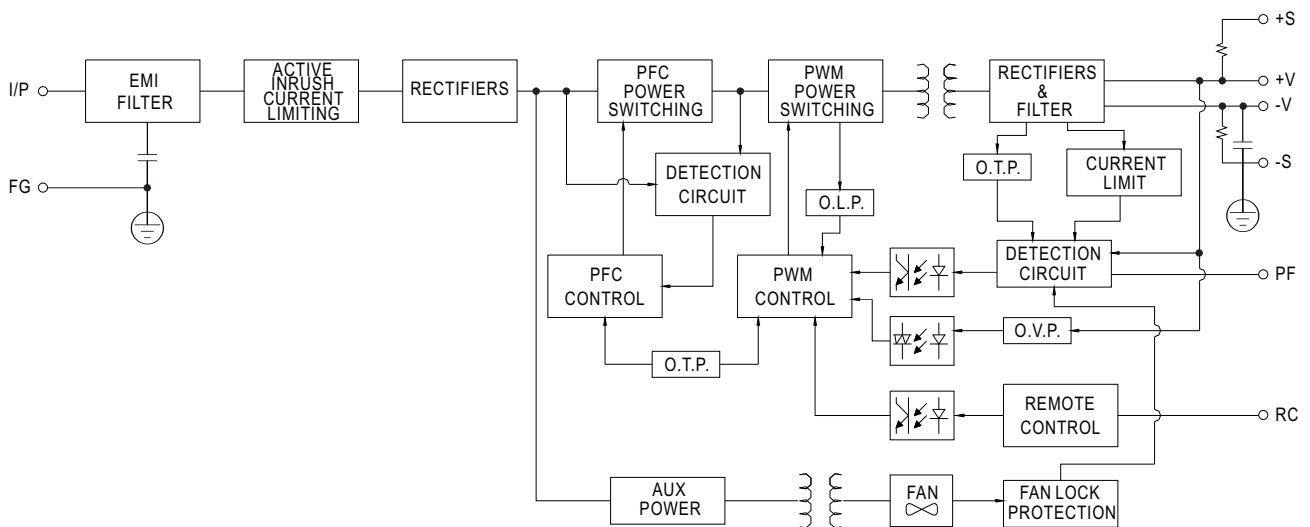 +S
I/P
EMI
FILTER
ACTIVE
INRUSH
CURRENT
LIMITING
RECTIFIERS
PFC
POWER
SWITCHING
PWM
POWER
SWITCHING
RECTIFIERS
&
FILTER
+V
-V
-S
FG
DETECTION
CIRCUIT
O.L.P.
O.T.P.
CURRENT
LIMIT
PFC
CONTROL
PWM
CONTROL
DETECTION
CIRCUIT
PF
O.T.P.
O.V.P.
REMOTE
CONTROL
RC
AUX
POWER
FAN
FAN LOCK
PROTECTION